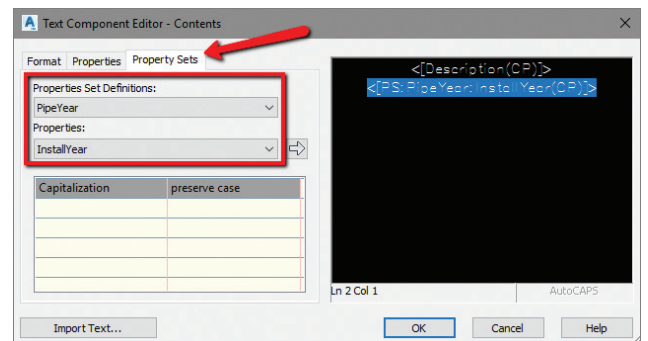 Text Component Editor - Contents
Format Properties Property Sets
Properties Set Definitions:
PipeYear
Properties:
InstallYear
Capitalization preserve case
<[Description(CP)]>
<[PS: PipeYear: InstallYear(CP)]>
Ln 2 Col 1 AutoCAPS
Import Text... OK Cancel Help